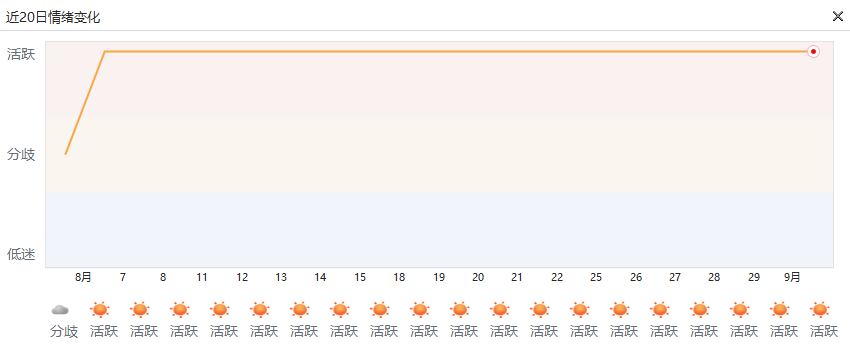 近20日情绪变化
活跃
分歧
低迷
8月 7 8 11 12 13 14 15 18 19 20 21 22 25 26 27 28 29 9月
分歧 活跃 活跃 活跃 活跃 活跃 活跃 活跃 活跃 活跃 活跃 活跃 活跃 活跃 活跃 活跃 活跃 活跃 活跃 活跃